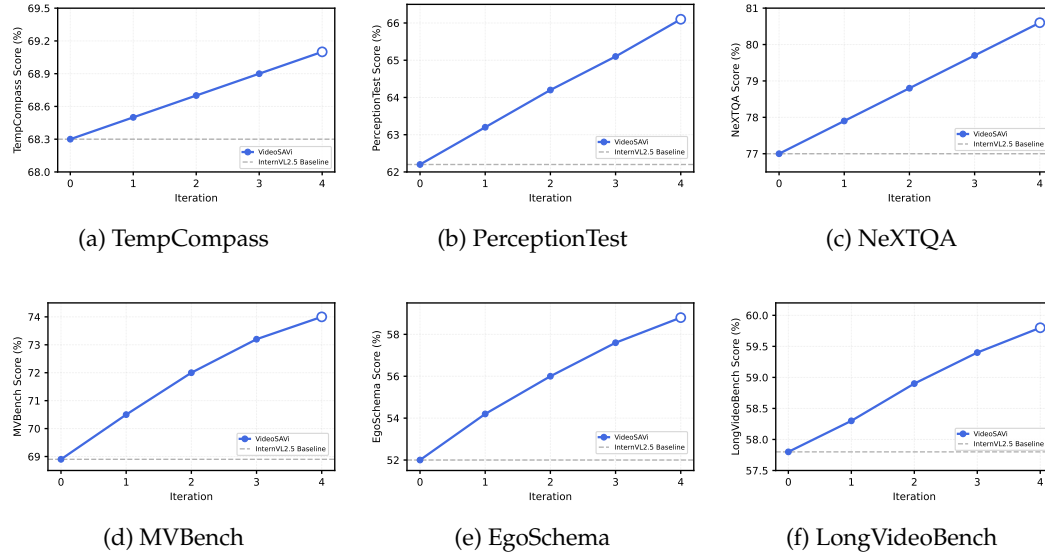 69.5
69.2
68.9
68.6
68.3
68.0
TempCompass Score (%)
VideoSAVi
InternVL2.5 Baseline
0 1 2 3 4
Iteration
(a) TempCompass
66
65
64
63
62
PerceptionTest Score (%)
VideoSAVi
InternVL2.5 Baseline
0 1 2 3 4
Iteration
(b) PerceptionTest
81
80
79
78
77
NeXTQA Score (%)
VideoSAVi
InternVL2.5 Baseline
0 1 2 3 4
Iteration
(c) NeXTQA
74
73
72
71
70
69
MVBench Score (%)
VideoSAVi
InternVL2.5 Baseline
0 1 2 3 4
Iteration
(d) MVBench
58
56
54
52
EgoSchema Score (%)
VideoSAVi
InternVL2.5 Baseline
0 1 2 3 4
Iteration
(e) EgoSchema
60.0
59.5
59.0
58.5
58.0
57.5
LongVideoBench Score (%)
VideoSAVi
InternVL2.5 Baseline
0 1 2 3 4
Iteration
(f) LongVideoBench